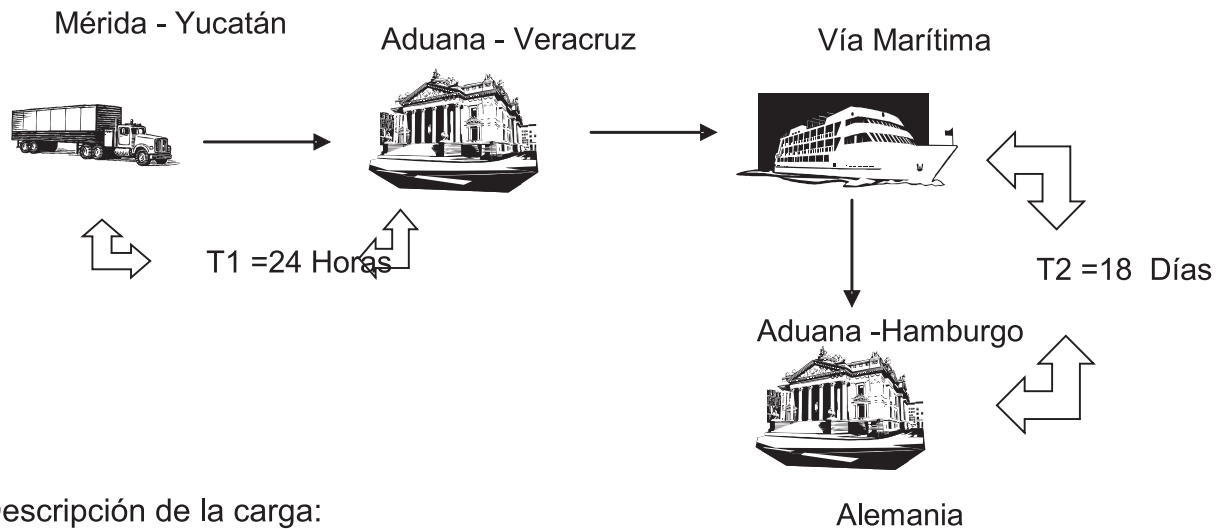 Mérida - Yucatán
Aduana - Veracruz
Vía Marítima
T1 =24 Horas
T2 =18 Días
Aduana -Hamburgo
escripción de la carga:
Alemania